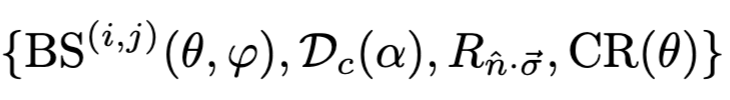 {BS^{(i,j)}(θ, φ), 𝒟_c(α), R_{n̂·σ⃗}, CR(θ)}